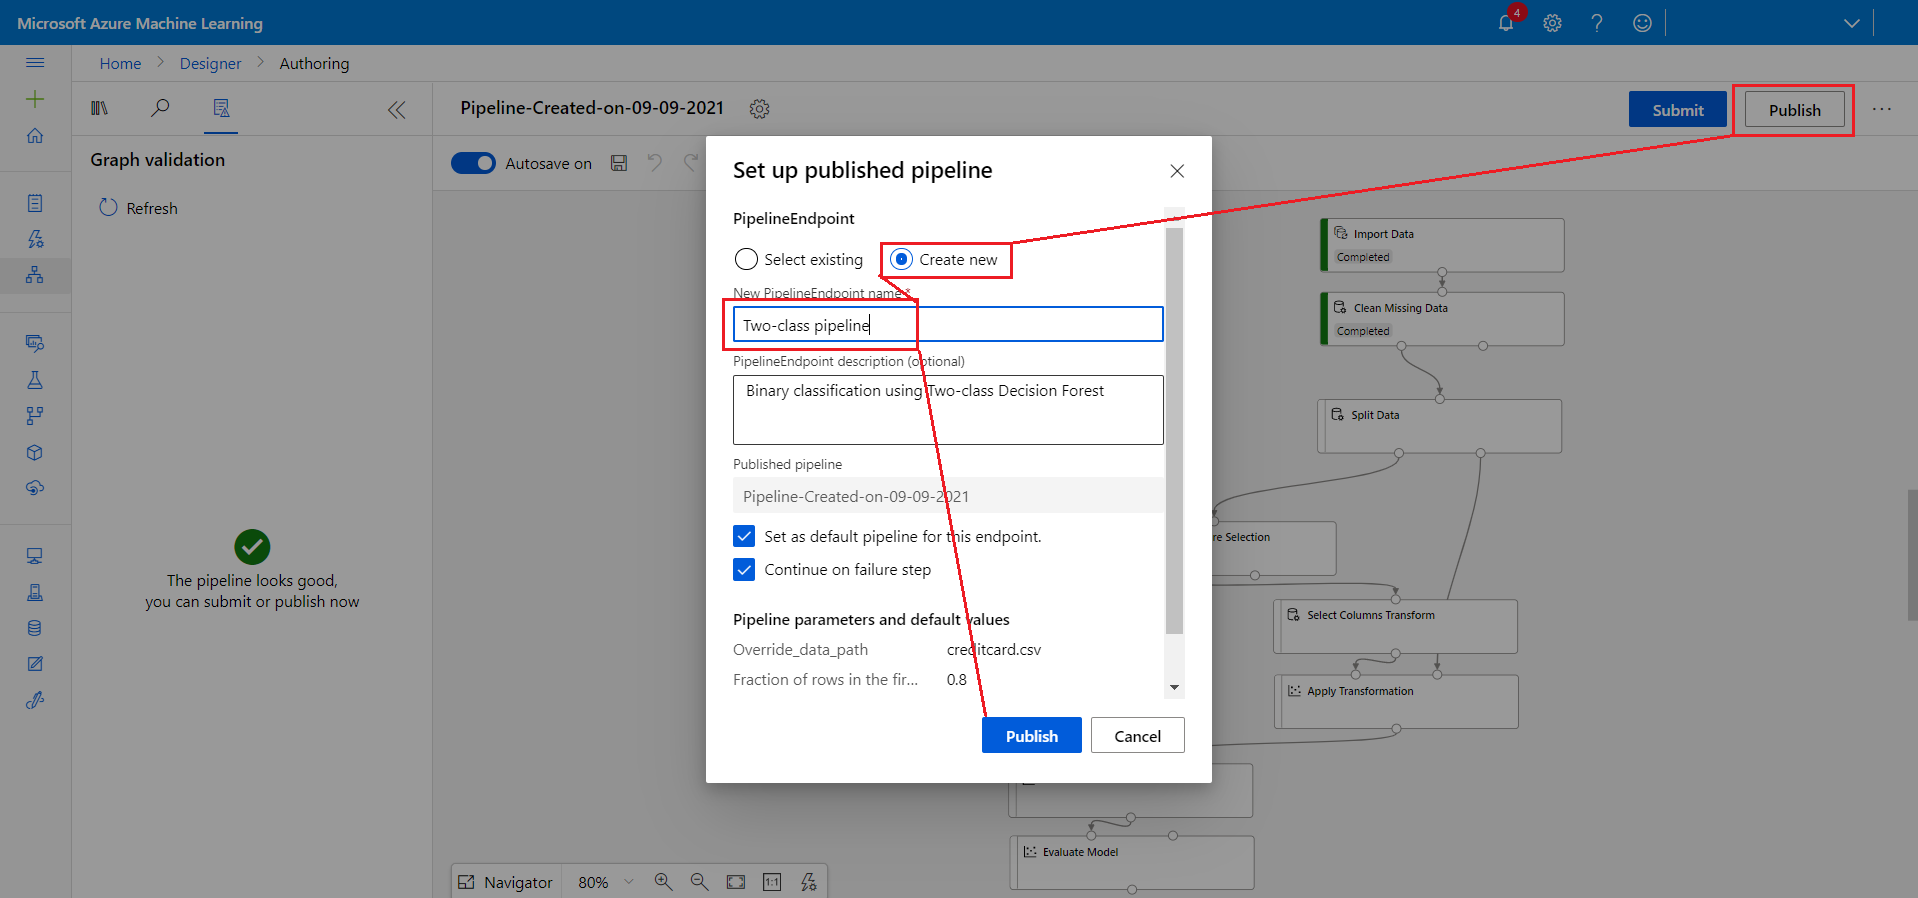 Microsoft Azure Machine Learning
4
Home
Designer
Authoring
Pipeline-Created-on-09-09-2021
Submit
Publish
Graph validation
Refresh
The pipeline looks good,
you can submit or publish now
Autosave on
Set up published pipeline
PipelineEndpoint
Select existing
Create new
New PipelineEndpoint name *
Two-class pipeline
PipelineEndpoint description (optional)
Binary classification using Two-class Decision Forest
Published pipeline
Pipeline-Created-on-09-09-2021
Set as default pipeline for this endpoint.
Continue on failure step
Pipeline parameters and default values
Override_data_path
creditcard.csv
Fraction of rows in the fir...
0.8
Publish
Cancel
Import Data
Completed
Clean Missing Data
Completed
Split Data
re Selection
Select Columns Transform
Apply Transformation
Evaluate Model
Navigator
80%
1:1